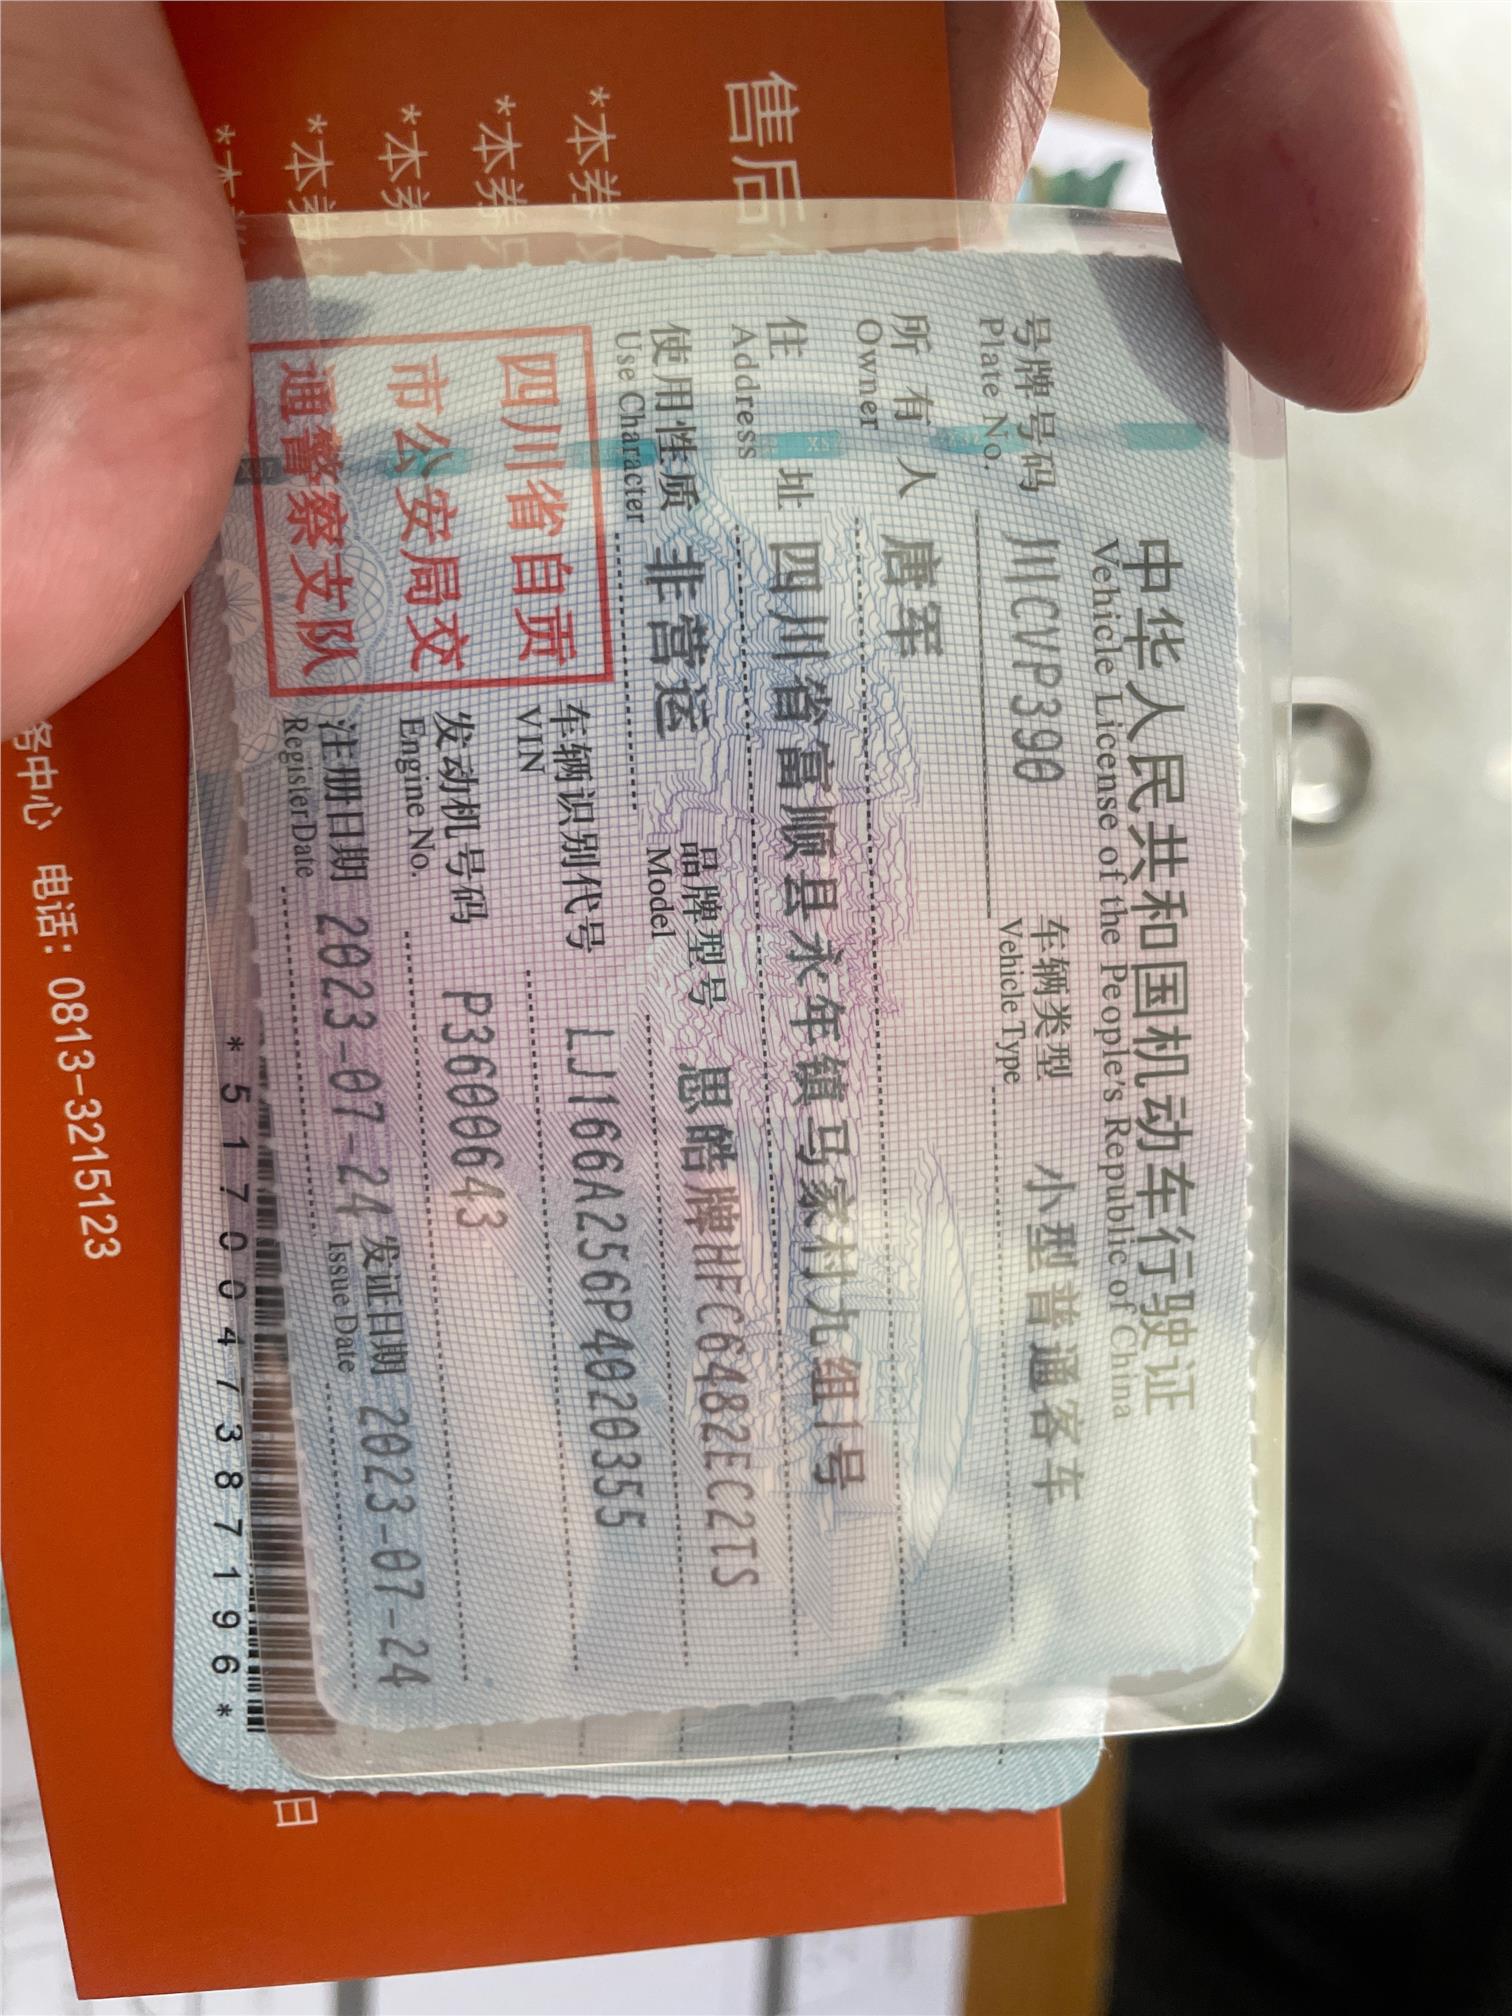 中华人民共和国机动车行驶证
Vehicle License of the People's Republic of China
号牌号码 川CVP390 车辆类型 小型普通客车
Plate No. Vehicle Type
所有人 唐军
Owner
住址 四川省富顺县永年镇马家村九组1号
Address
使用性质 非营运 品牌型号 思皓牌HFC6482EC2TS
Use Character Model
四川省自贡
市公安局交
通警察支队
车辆识别代号 LJ166A256P4020355
VIN
发动机号码 P3600643
Engine No.
注册日期 2023-07-24 发证日期 2023-07-24
Register Date Issue Date
*5170047387196*
售后
*本券
*本券
*本券
*本券
*本
务中心 电话：0813-3215123
日